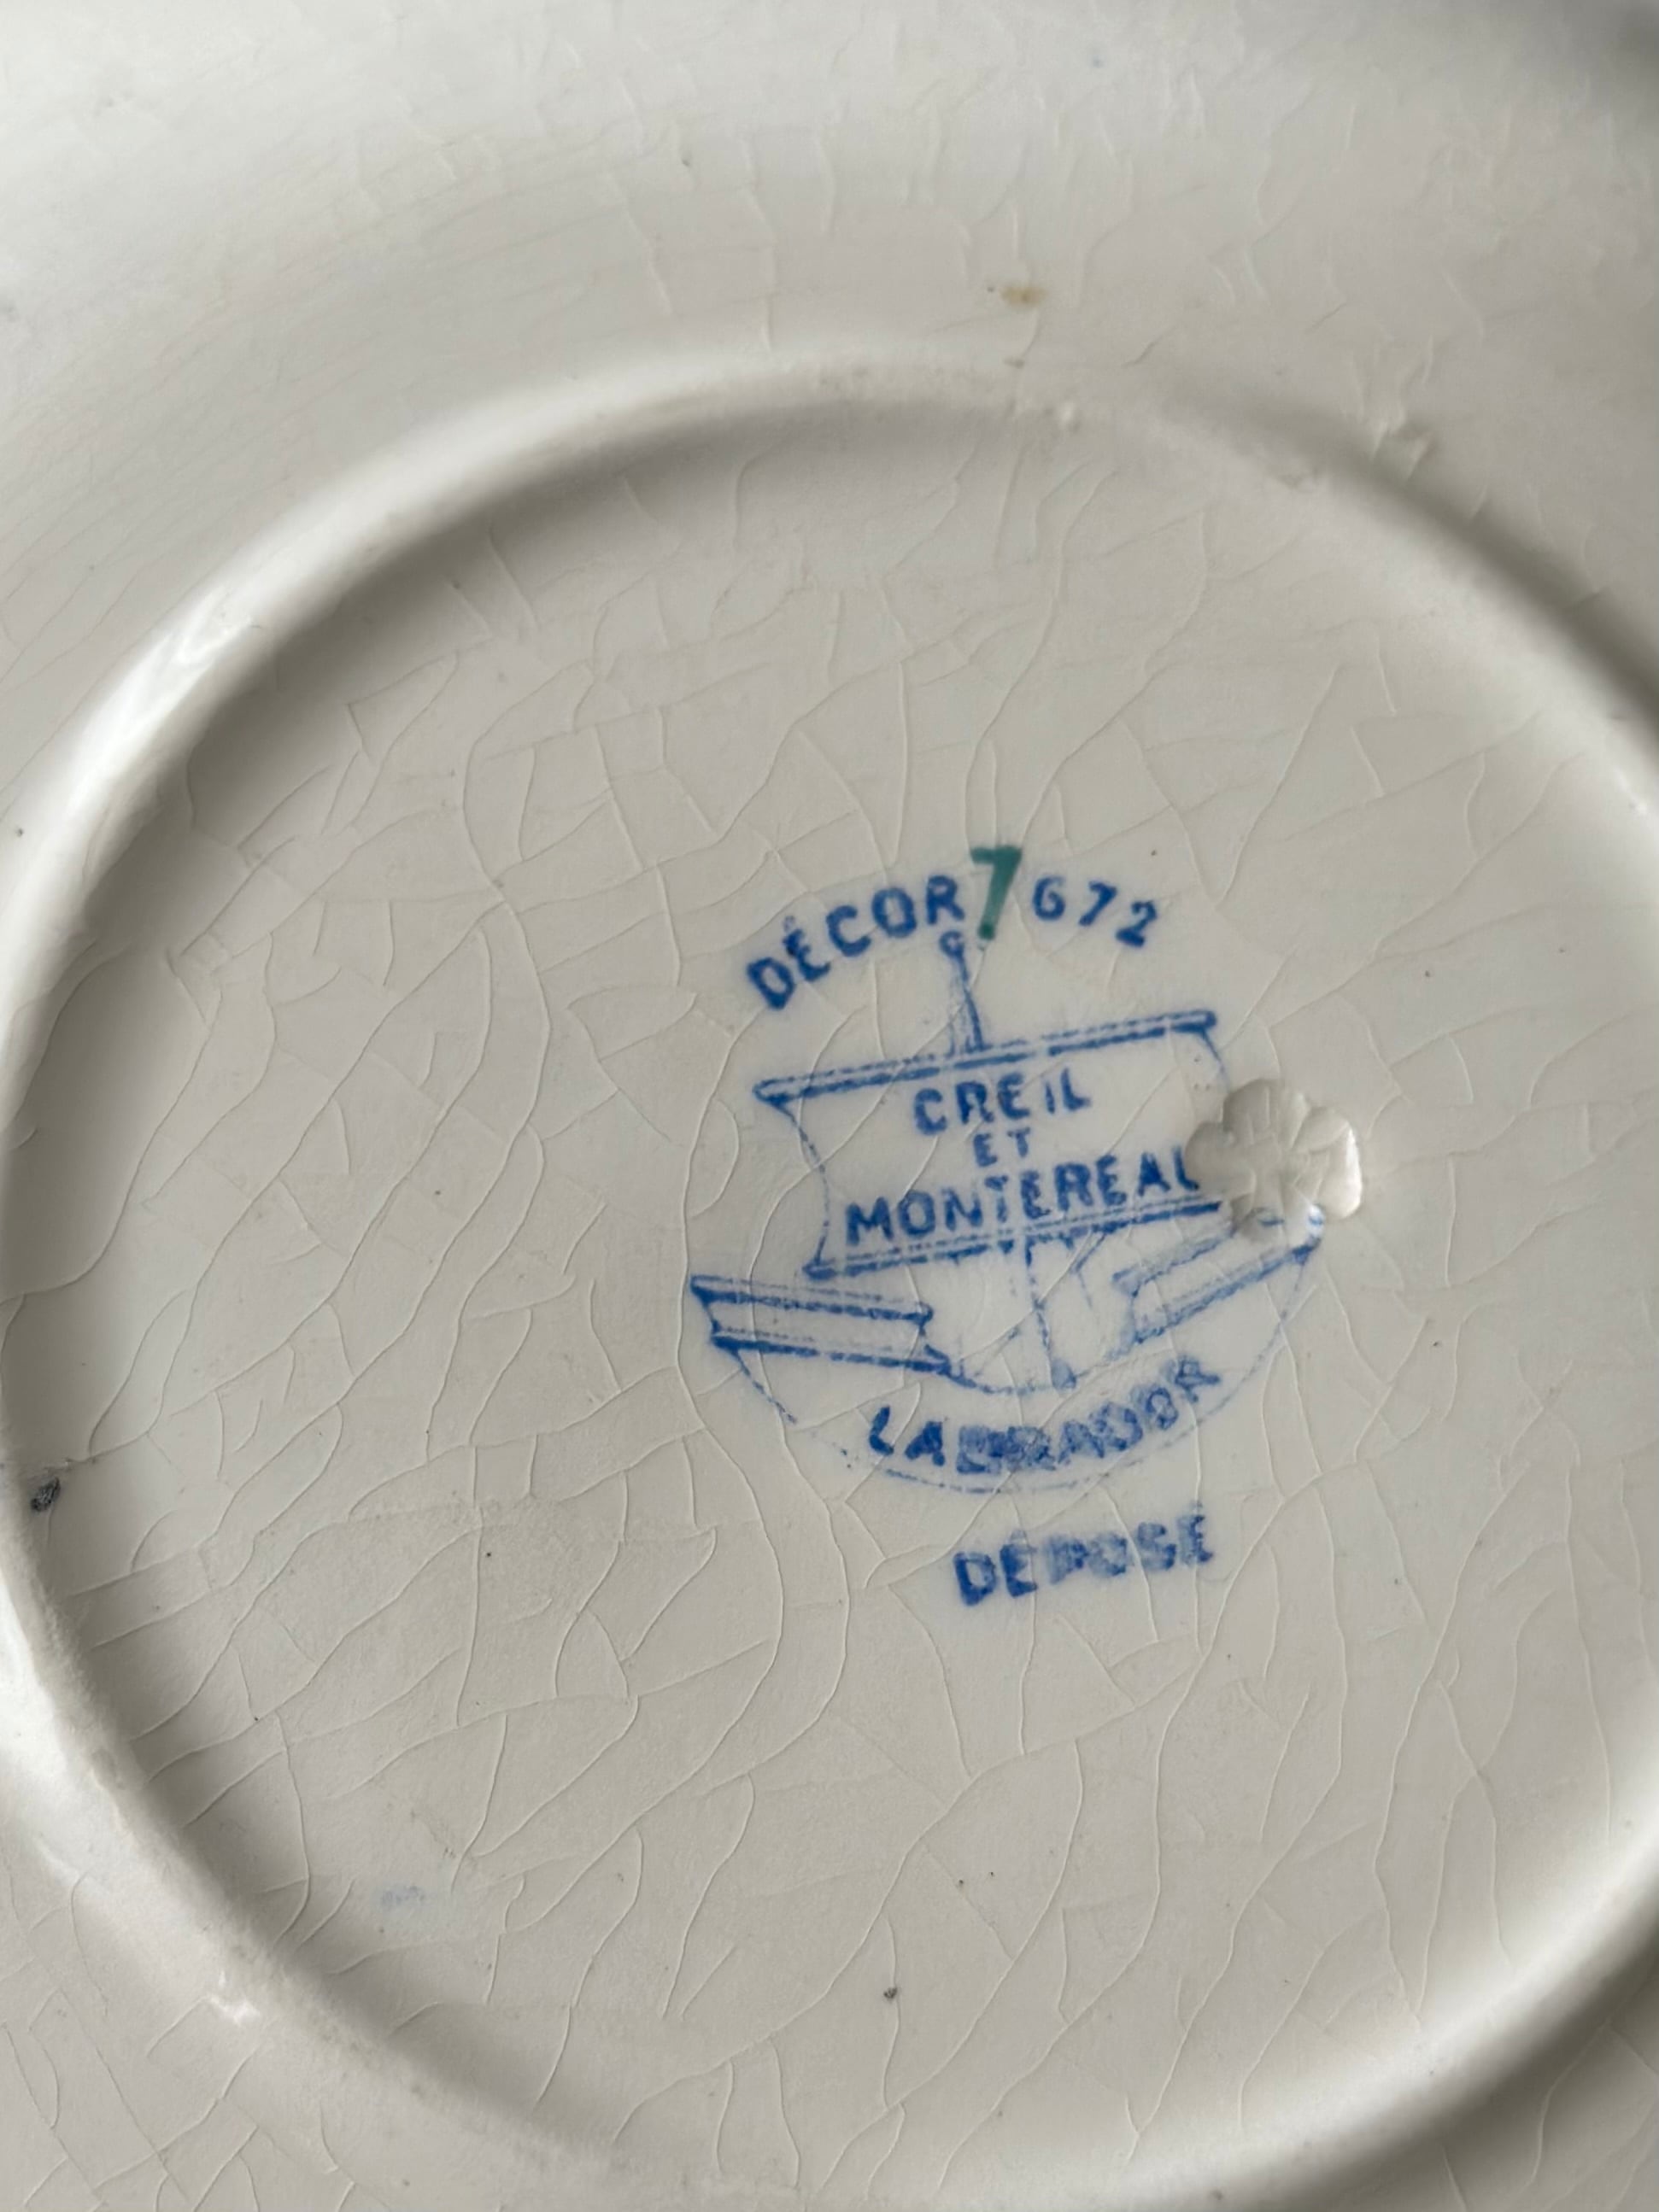 DÉCOR 7 672
CREIL
ET
MONTEREAU
LABRADOR
DÉPOSÉ